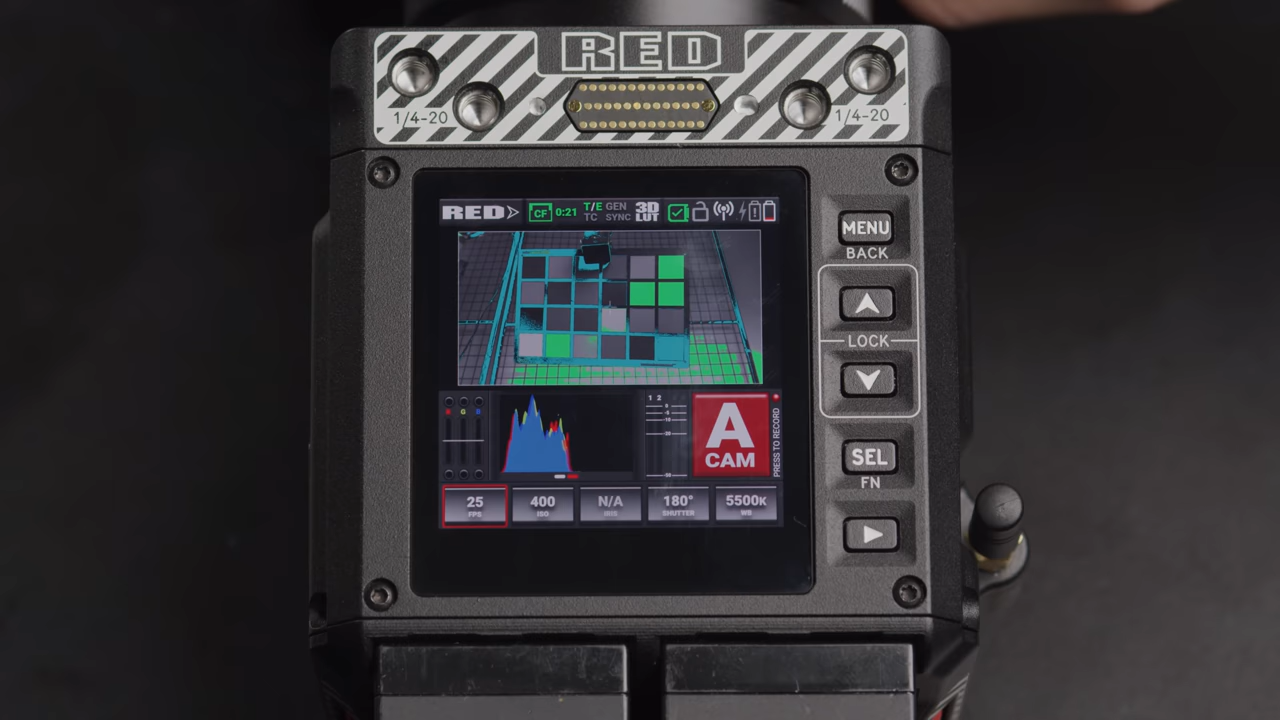 RED
1/4-20
1/4-20
RED
CF 0:21 T/E GEN 3D
TC SYNC LUT
MENU
BACK
LOCK
R G B
1 2
A
CAM
PRESS TO RECORD
SEL
FN
25 400 N/A 180° 5500K
FPS ISO IRIS SHUTTER WB